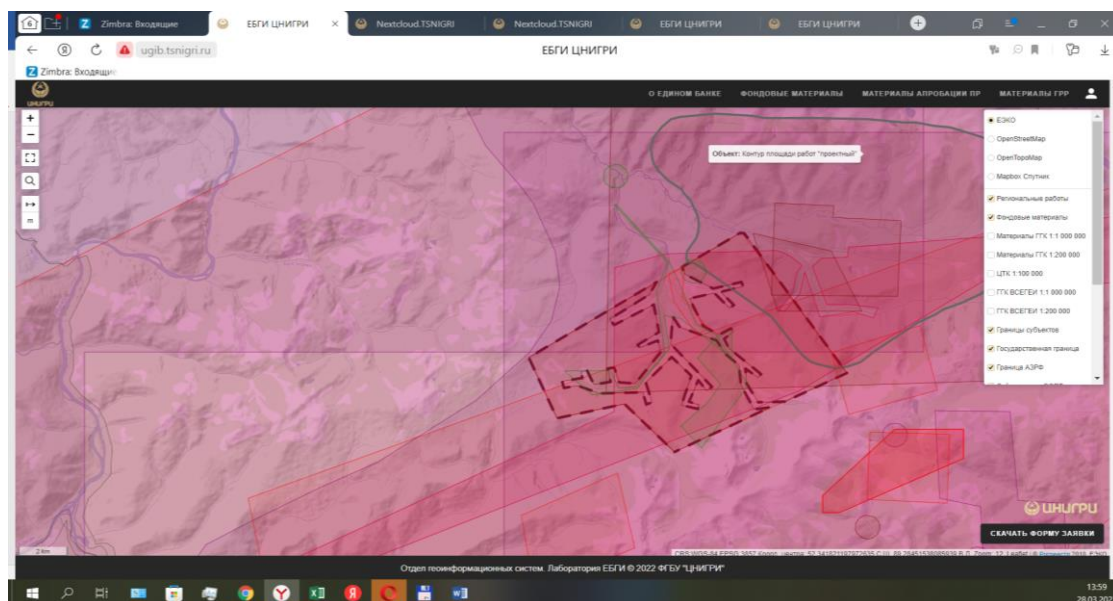 6
Zimbra: Входящие
ЕБГИ ЦНИГРИ
Nextcloud.TSNIGRI
Nextcloud.TSNIGRI
ЕБГИ ЦНИГРИ
ЕБГИ ЦНИГРИ
ugib.tsnigri.ru
ЕБГИ ЦНИГРИ
Zimbra: Входящие
ЦНИГРИ
О ЕДИНОМ БАНКЕ
ФОНДОВЫЕ МАТЕРИАЛЫ
МАТЕРИАЛЫ АПРОБАЦИИ ПР
МАТЕРИАЛЫ ГРР
Объект: Контур площади работ "проектный"
ЕЭКО
OpenStreetMap
OpenTopoMap
Mapbox Спутник
Региональные работы
Фондовые материалы
Материалы ГГК 1:1 000 000
Материалы ГГК 1:200 000
ЦТК 1:100 000
ГГК ВСЕГЕИ 1:1 000 000
ГГК ВСЕГЕИ 1:200 000
Границы субъектов
Государственная граница
Граница АЗРФ
ЦНИГРИ
СКАЧАТЬ ФОРМУ ЗАЯВКИ
2 km
Отдел геоинформационных систем. Лаборатория ЕБГИ © 2022 ФГБУ "ЦНИГРИ"
13:59